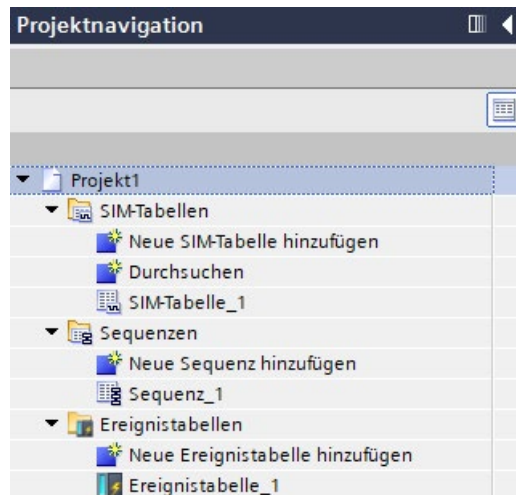 Projektnavigation
Projekt1
SIM-Tabellen
Neue SIM-Tabelle hinzufügen
Durchsuchen
SIM-Tabelle_1
Sequenzen
Neue Sequenz hinzufügen
Sequenz_1
Ereignistabellen
Neue Ereignistabelle hinzufügen
Ereignistabelle_1